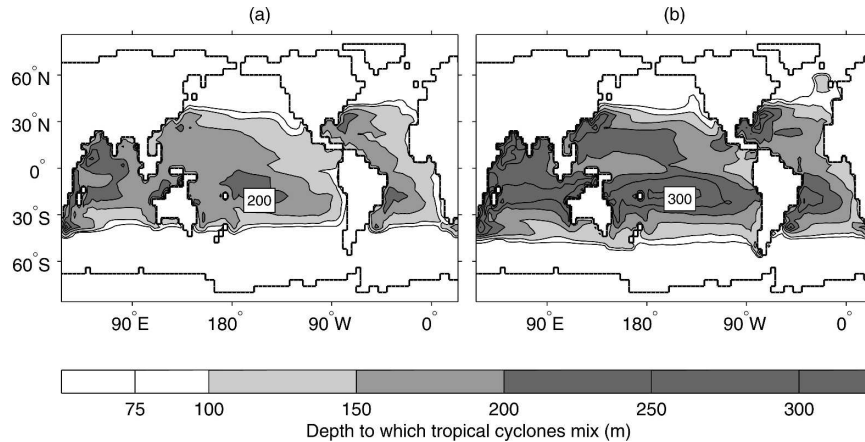 (a)
(b)
60°N
30°N
0°
30°S
60°S
200
300
90°E
180°
90°W
0°
90°E
180°
90°W
0°
75
100
150
200
250
300
Depth to which tropical cyclones mix (m)